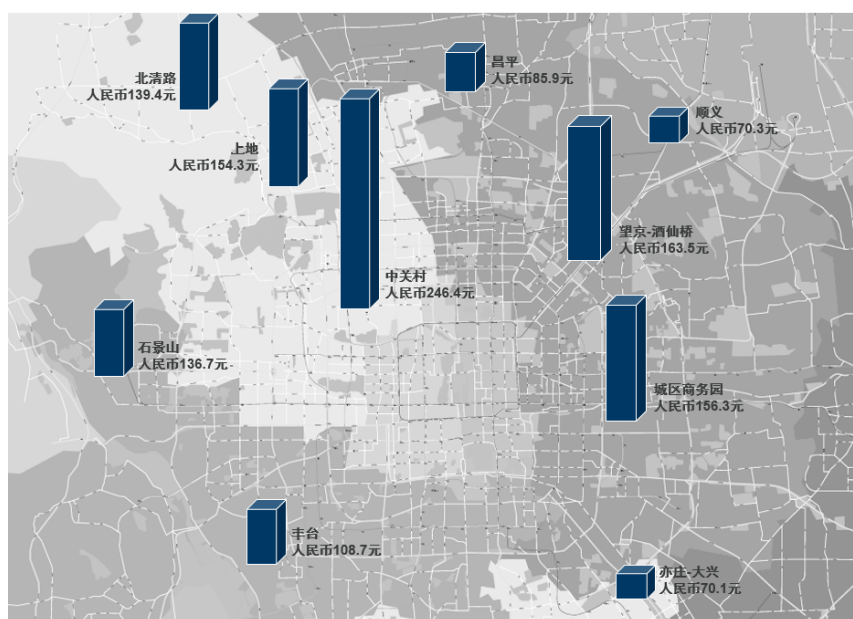 北清路
人民币139.4元
昌平
人民币85.9元
顺义
人民币70.3元
上地
人民币154.3元
望京-酒仙桥
人民币163.5元
中关村
人民币246.4元
石景山
人民币136.7元
城区商务园
人民币156.3元
丰台
人民币108.7元
亦庄-大兴
人民币70.1元